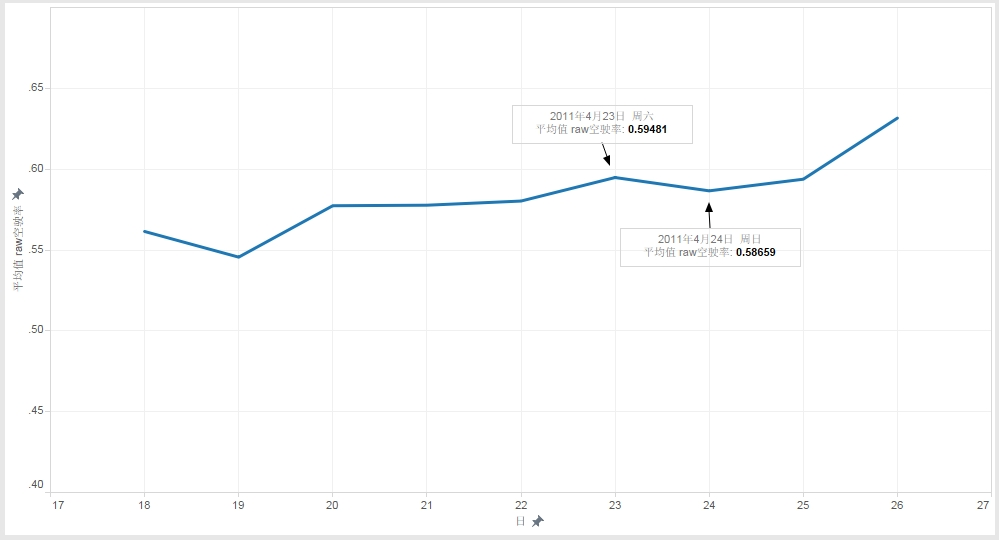 .65
.60
.55
.50
.45
.40
平均值 raw空驶率
2011年4月23日 周六
平均值 raw空驶率: 0.59481
2011年4月24日 周日
平均值 raw空驶率: 0.58659
17 18 19 20 21 22 23 24 25 26 27
日